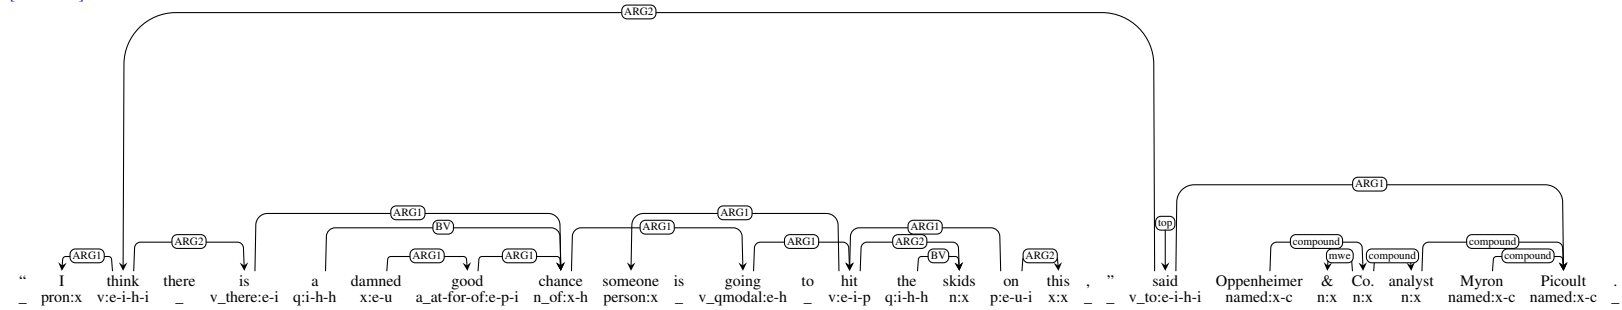 ARG2
ARG1
top
ARG1 ARG1
BV ARG1 ARG1
ARG2 ARG1 ARG2 compound compound
ARG1 ARG1 ARG1 BV ARG2 mwe compound compound
“ I think there is a damned good chance someone is going to hit the skids on this , ” said Oppenheimer & Co. analyst Myron Picoult .
_ pron:x v:e-i-h-i _ v_there:e-i q:i-h-h x:e-u a_at-for-of:e-p-i n_of:x-h person:x _ v_qmodal:e-h _ v:e-i-p q:i-h-h n:x p:e-u-i x:x _ _ v_to:e-i-h-i named:x-c n:x n:x n:x named:x-c named:x-c _